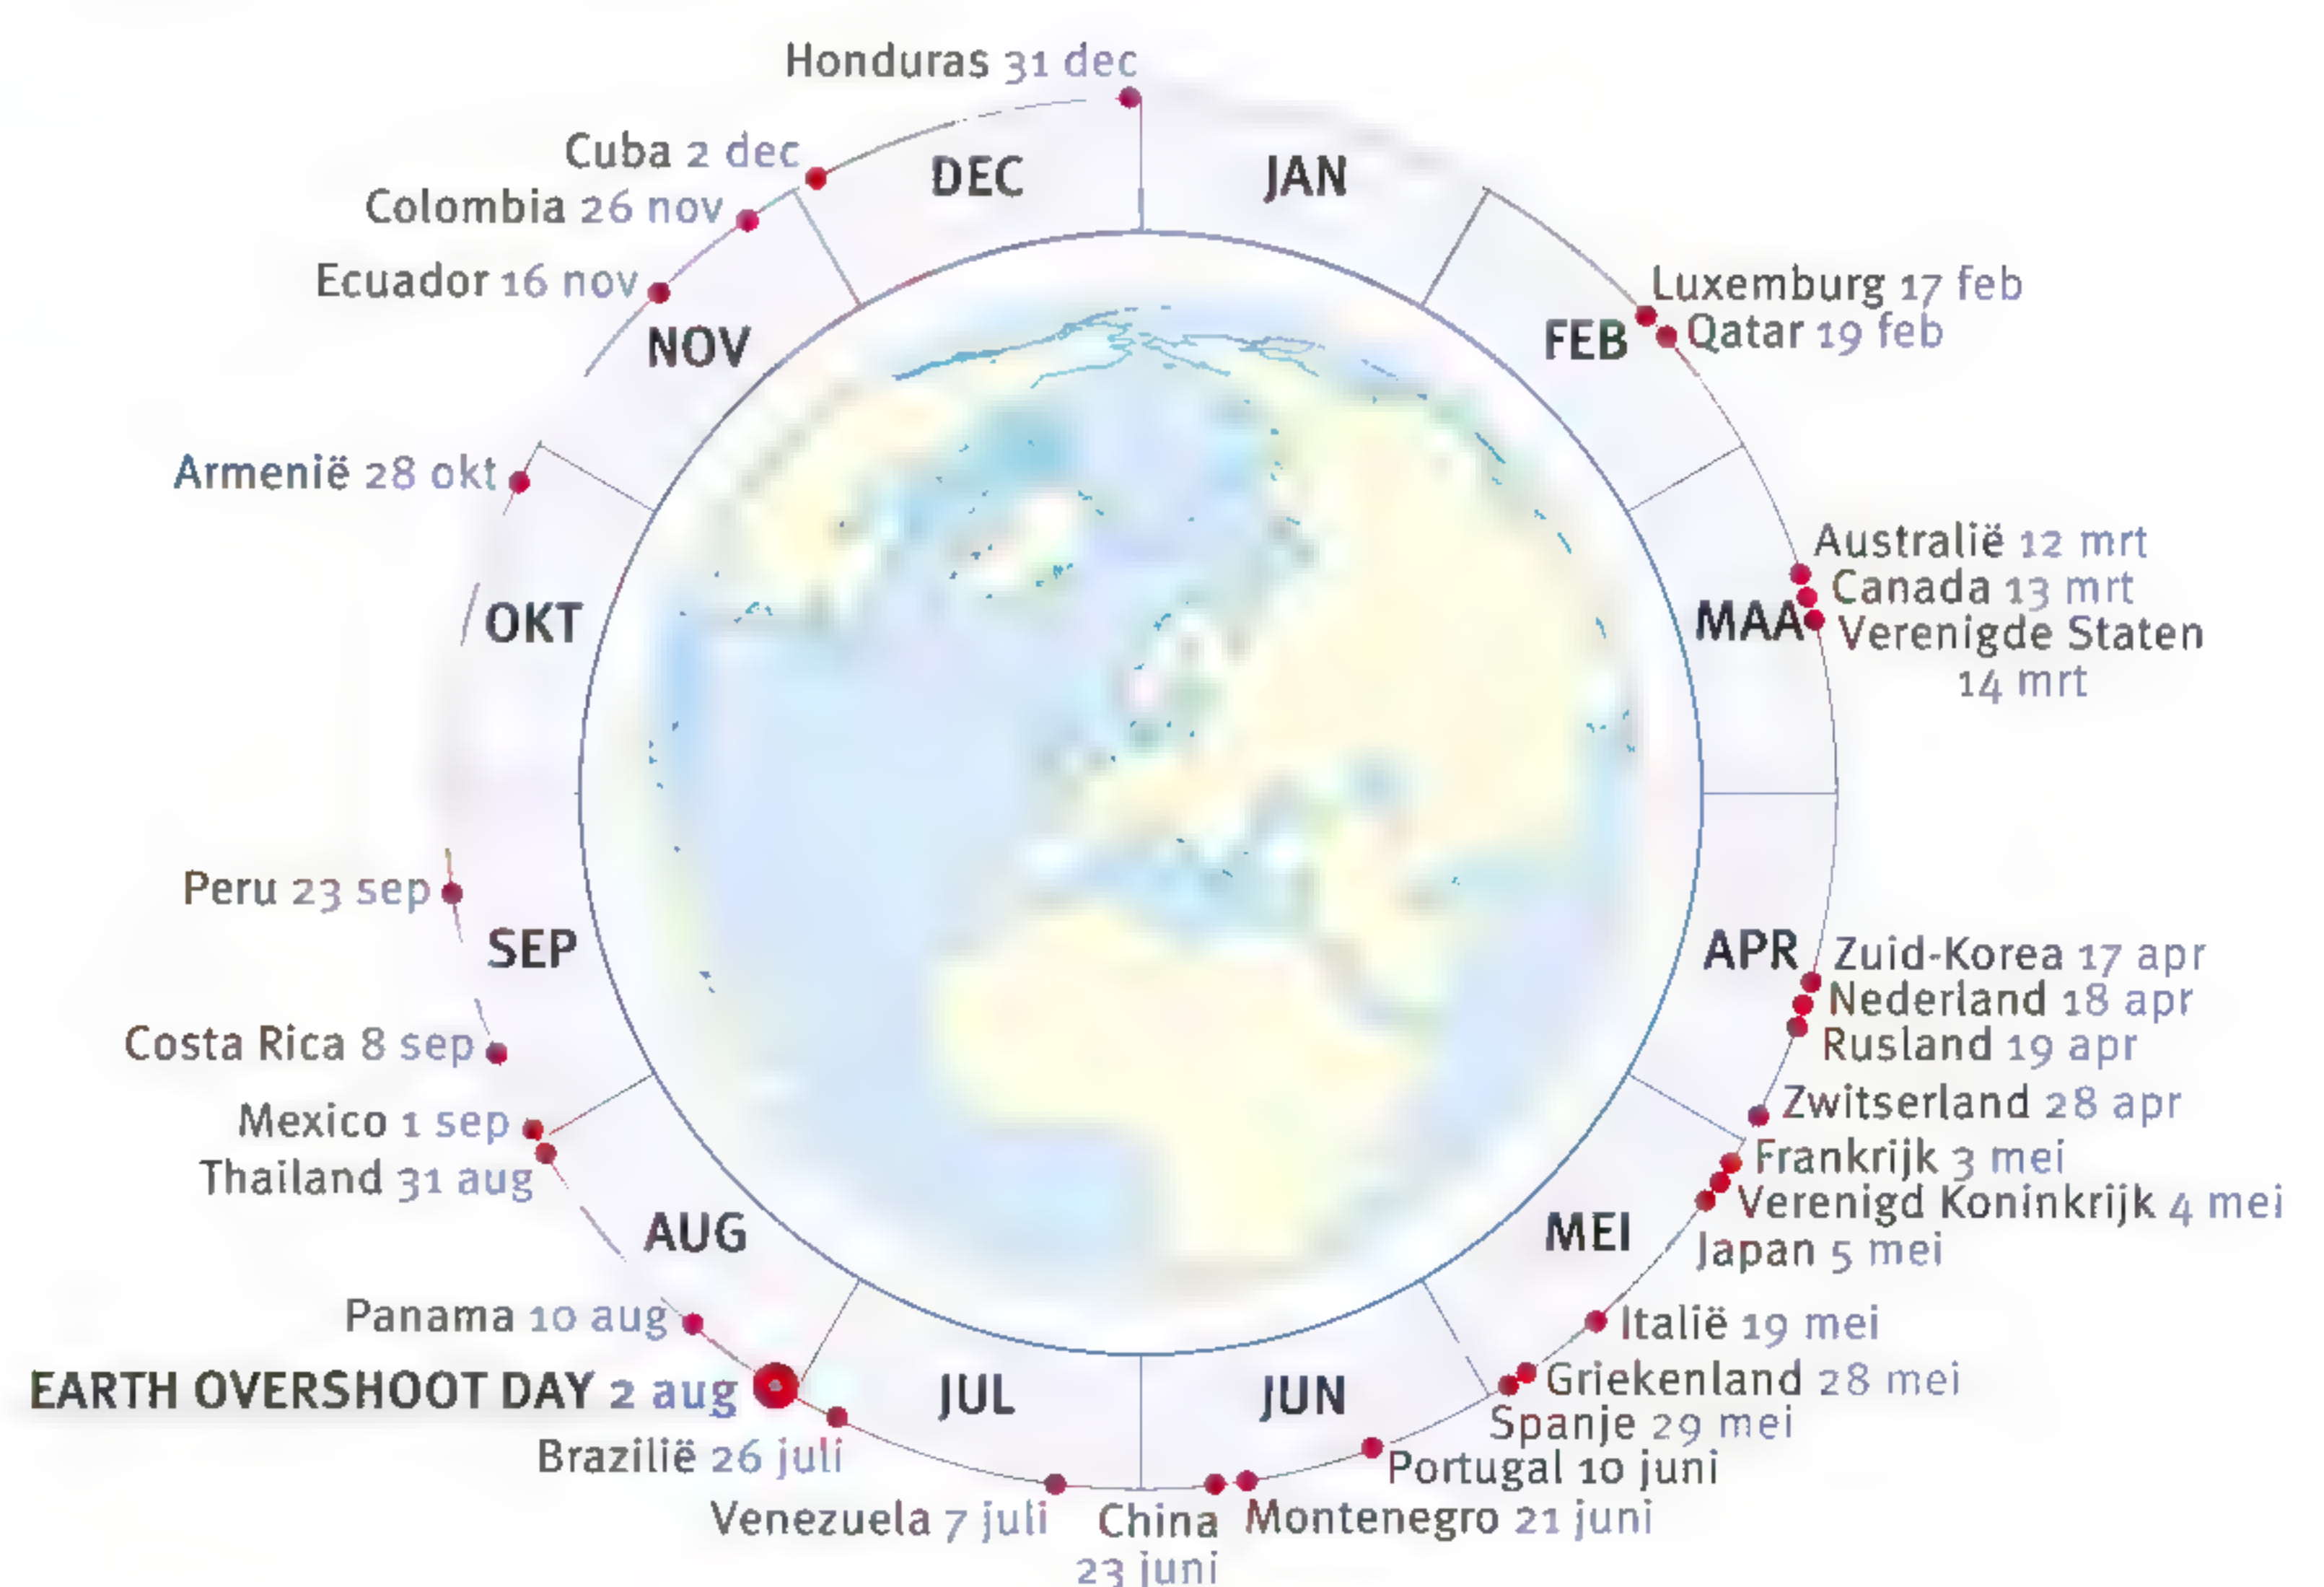 Honduras 31 dec
Cuba 2 dec
Colombia 26 nov
Ecuador 16 nov
Armenië 28 okt
Peru 23 sep
Costa Rica 8 sep
Mexico 1 sep
Thailand 31 aug
Panama 10 aug
EARTH OVERSHOOT DAY 2 aug
Brazilië 26 juli
Venezuela 7 juli
China
23 juni
Montenegro 21 juni
Portugal 10 juni
Spanje 29 mei
Griekenland 28 mei
Italië 19 mei
Japan 5 mei
Verenigd Koninkrijk 4 mei
Frankrijk 3 mei
Zwitserland 28 apr
Rusland 19 apr
Nederland 18 apr
Zuid-Korea 17 apr
Verenigde Staten
14 mrt
Canada 13 mrt
Australië 12 mrt
Qatar 19 feb
Luxemburg 17 feb
JAN
FEB
MAA
APR
MEI
JUN
JUL
AUG
SEP
OKT
NOV
DEC